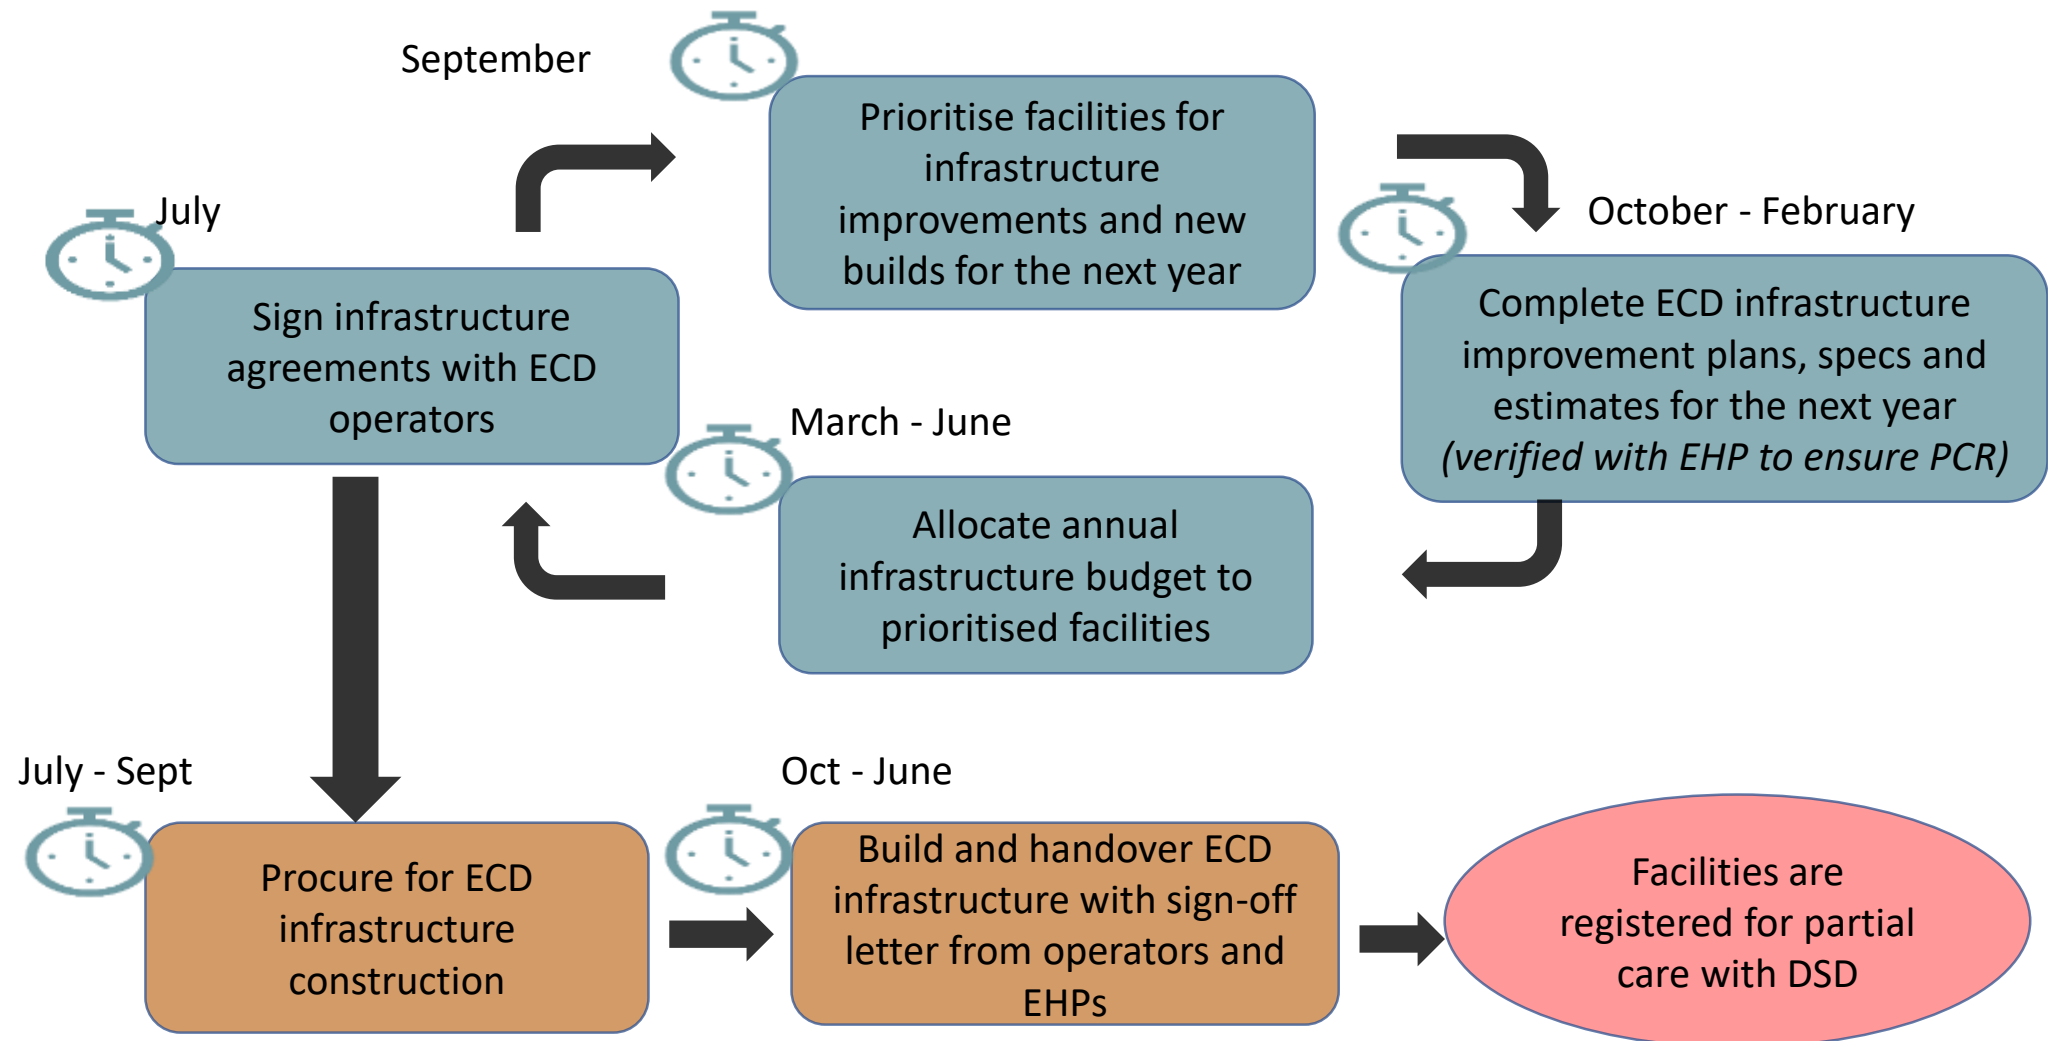 September
Prioritise facilities for
infrastructure
improvements and new
builds for the next year
July
Sign infrastructure
agreements with ECD
operators
October - February
Complete ECD infrastructure
improvement plans, specs and
estimates for the next year
(verified with EHP to ensure PCR)
March - June
Allocate annual
infrastructure budget to
prioritised facilities
July - Sept
Procure for ECD
infrastructure
construction
Oct - June
Build and handover ECD
infrastructure with sign-off
letter from operators and
EHPs
Facilities are
registered for partial
care with DSD